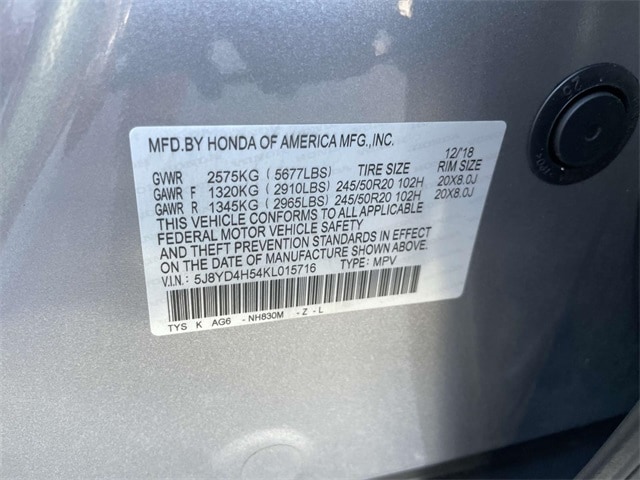 MFD.BY HONDA OF AMERICA MFG.,INC.
12/18
GVWR 2575KG ( 5677LBS) TIRE SIZE RIM SIZE
GAWR F 1320KG ( 2910LBS) 245/50R20 102H 20X8.0J
GAWR R 1345KG ( 2965LBS) 245/50R20 102H 20X8.0J
THIS VEHICLE CONFORMS TO ALL APPLICABLE
FEDERAL MOTOR VEHICLE SAFETY
AND THEFT PREVENTION STANDARDS IN EFFECT
ON THE DATE OF MANUFACTURE SHOWN ABOVE.
V.I.N.: 5J8YD4H54KL015716 TYPE: MPV
TYS K AG6 - NH830M - Z - L